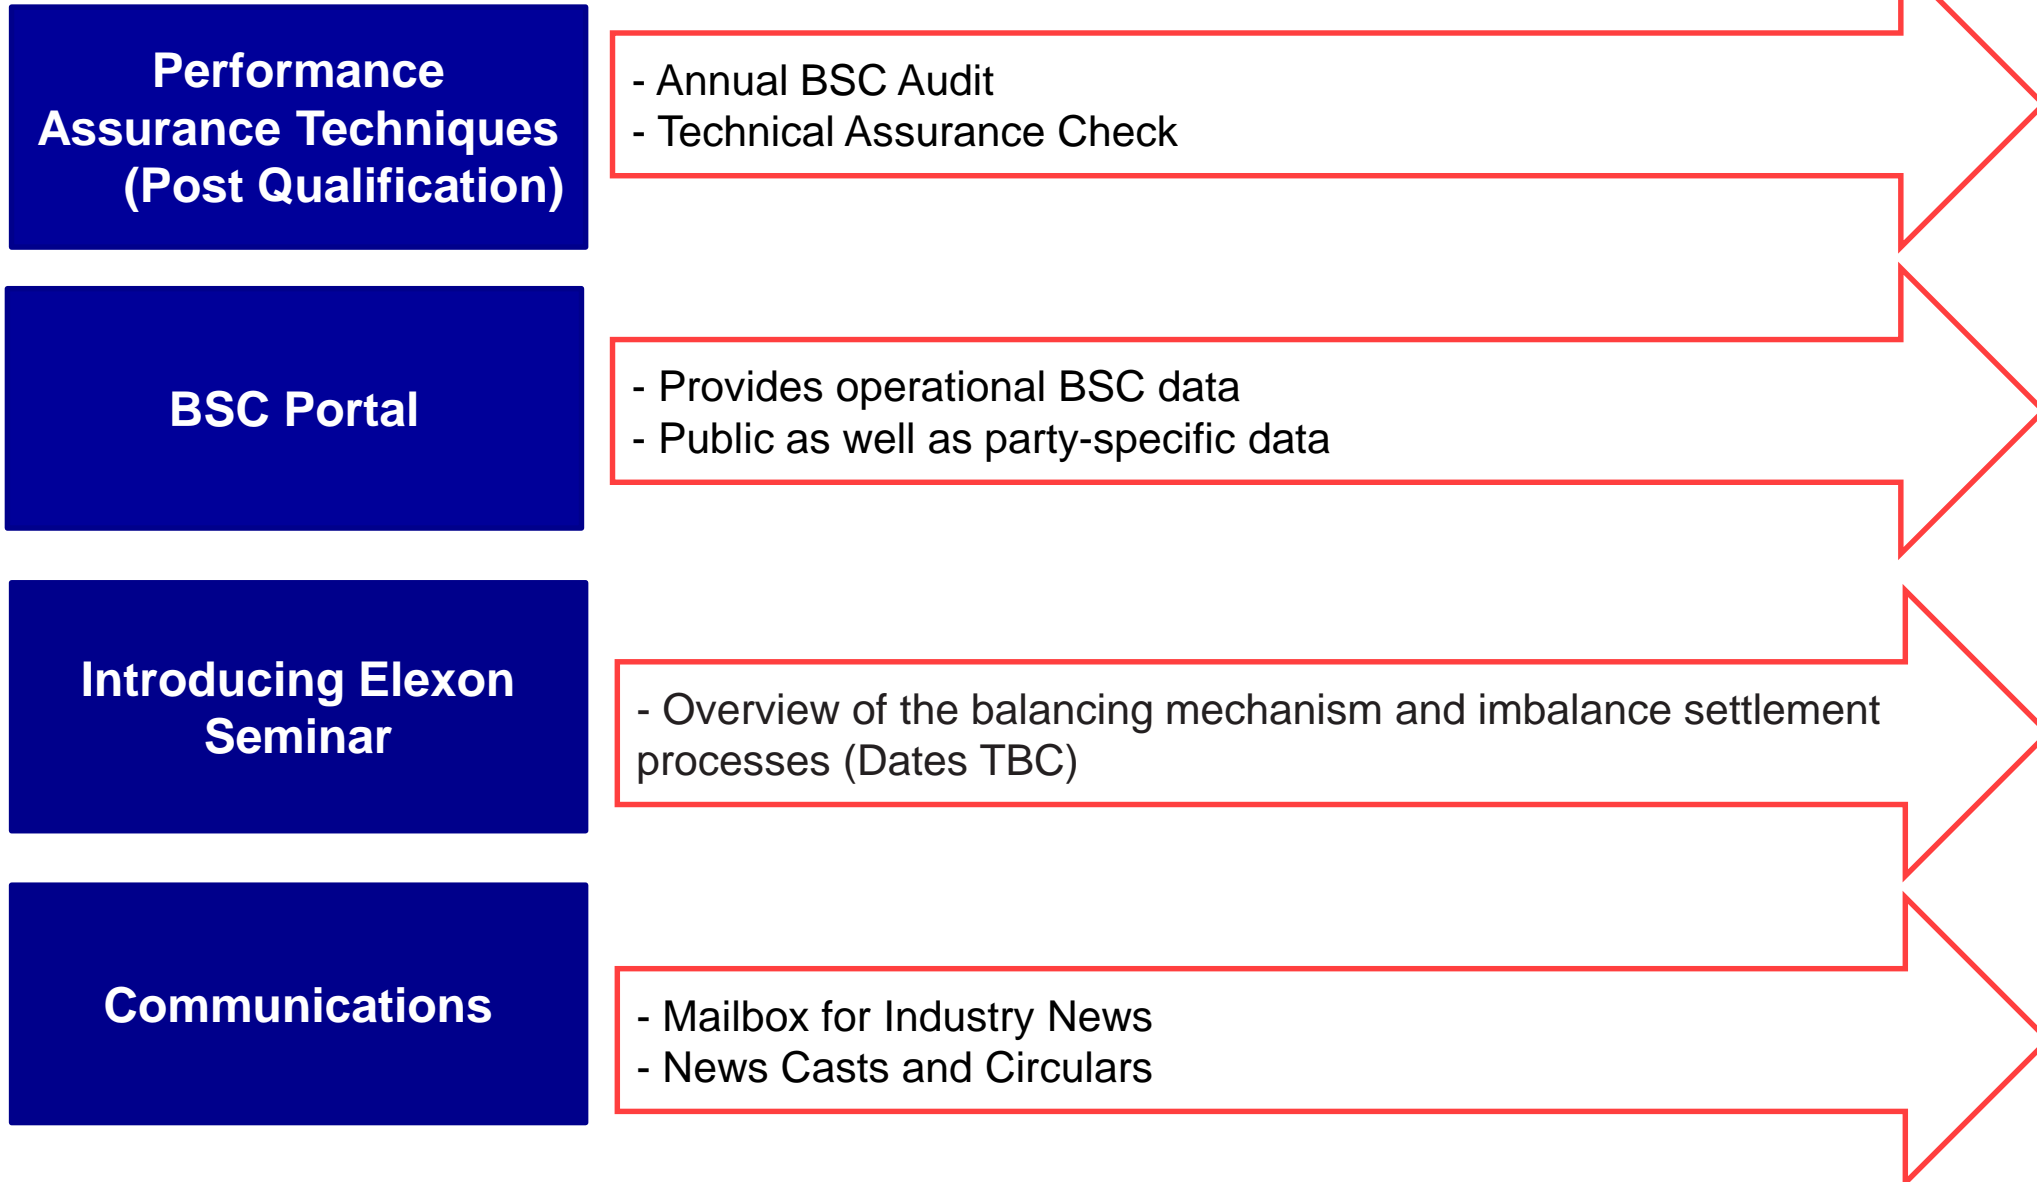 Performance
Assurance Techniques
(Post Qualification)
- Annual BSC Audit
- Technical Assurance Check
BSC Portal
- Provides operational BSC data
- Public as well as party-specific data
Introducing Elexon
Seminar
- Overview of the balancing mechanism and imbalance settlement
processes (Dates TBC)
Communications
- Mailbox for Industry News
- News Casts and Circulars